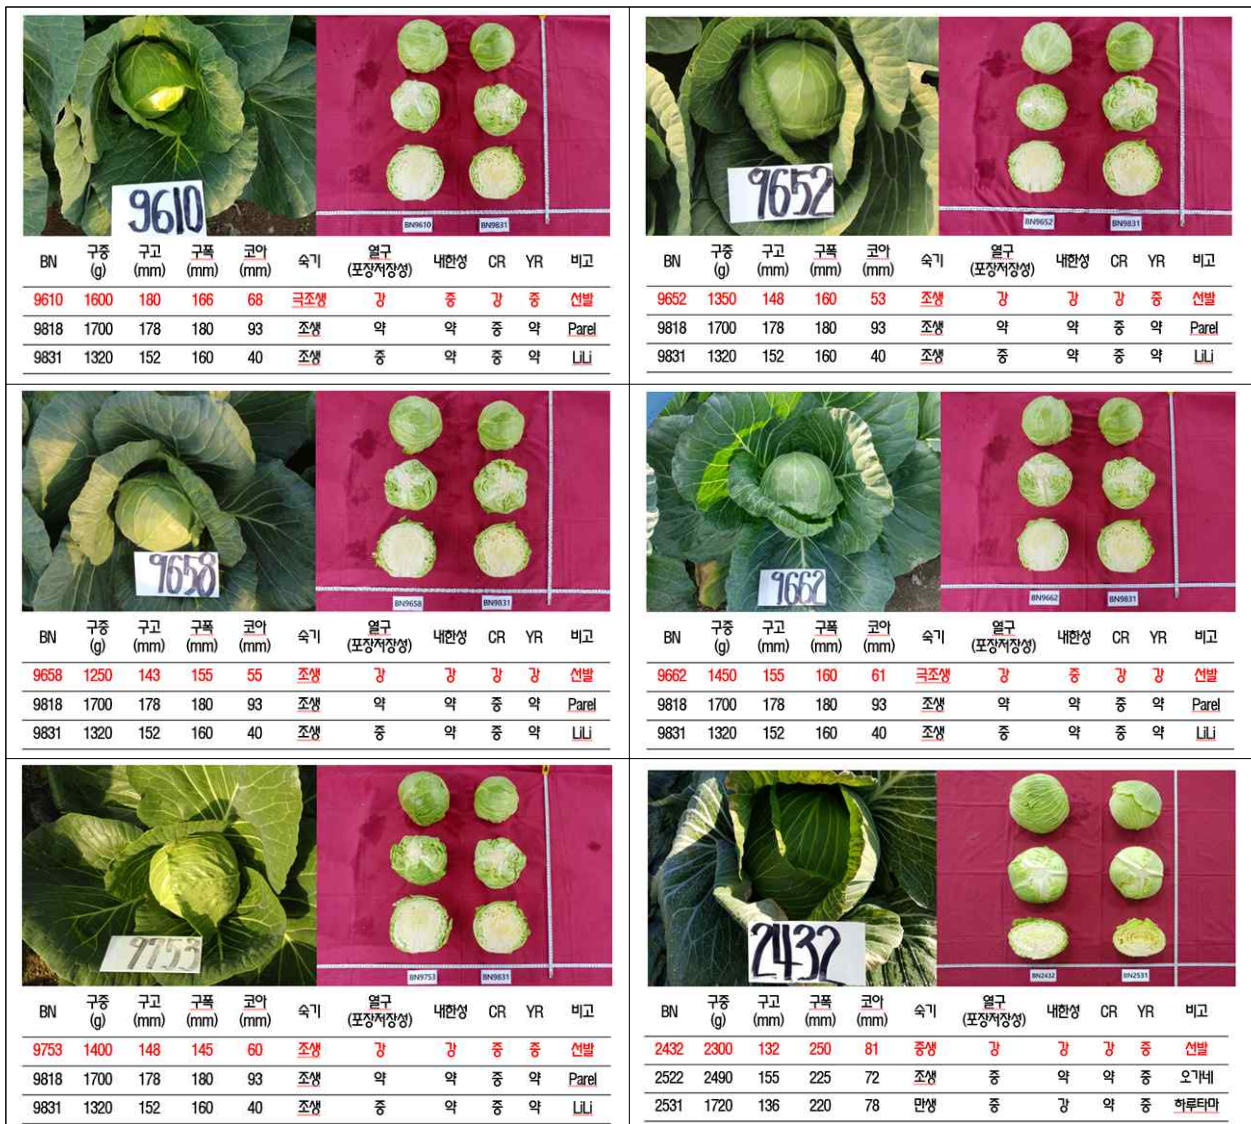 9610
BN9610 BN9831
BN 구중 (g) 구고 (mm) 구폭 (mm) 코아 (mm) 숙기 열구 (포장저장성) 내한성 CR YR 비고
9610 1600 180 166 68 극조생 강 중 강 중 선발
9818 1700 178 180 93 조생 약 약 중 약 Parel
9831 1320 152 160 40 조생 중 약 중 약 LiLi
9652
BN9652 BN9831
BN 구중 (g) 구고 (mm) 구폭 (mm) 코아 (mm) 숙기 열구 (포장저장성) 내한성 CR YR 비고
9652 1350 148 160 53 조생 강 강 강 중 선발
9818 1700 178 180 93 조생 약 약 중 약 Parel
9831 1320 152 160 40 조생 중 약 중 약 LiLi
9658
BN9658 BN9831
BN 구중 (g) 구고 (mm) 구폭 (mm) 코아 (mm) 숙기 열구 (포장저장성) 내한성 CR YR 비고
9658 1250 143 155 55 조생 강 강 강 강 선발
9818 1700 178 180 93 조생 약 약 중 약 Parel
9831 1320 152 160 40 조생 중 약 중 약 LiLi
9662
BN9662 BN9831
BN 구중 (g) 구고 (mm) 구폭 (mm) 코아 (mm) 숙기 열구 (포장저장성) 내한성 CR YR 비고
9662 1450 155 160 61 극조생 강 중 강 강 선발
9818 1700 178 180 93 조생 약 약 중 약 Parel
9831 1320 152 160 40 조생 중 약 중 약 LiLi
9753
BN9753 BN9831
BN 구중 (g) 구고 (mm) 구폭 (mm) 코아 (mm) 숙기 열구 (포장저장성) 내한성 CR YR 비고
9753 1400 148 145 60 조생 강 강 중 중 선발
9818 1700 178 180 93 조생 약 약 중 약 Parel
9831 1320 152 160 40 조생 중 약 중 약 LiLi
2432
BN2432 BN2531
BN 구중 (g) 구고 (mm) 구폭 (mm) 코아 (mm) 숙기 열구 (포장저장성) 내한성 CR YR 비고
2432 2300 132 250 81 중생 강 강 강 중 선발
2522 2490 155 225 72 조생 중 약 약 중 오가네
2531 1720 136 220 78 만생 중 강 약 중 하루타마